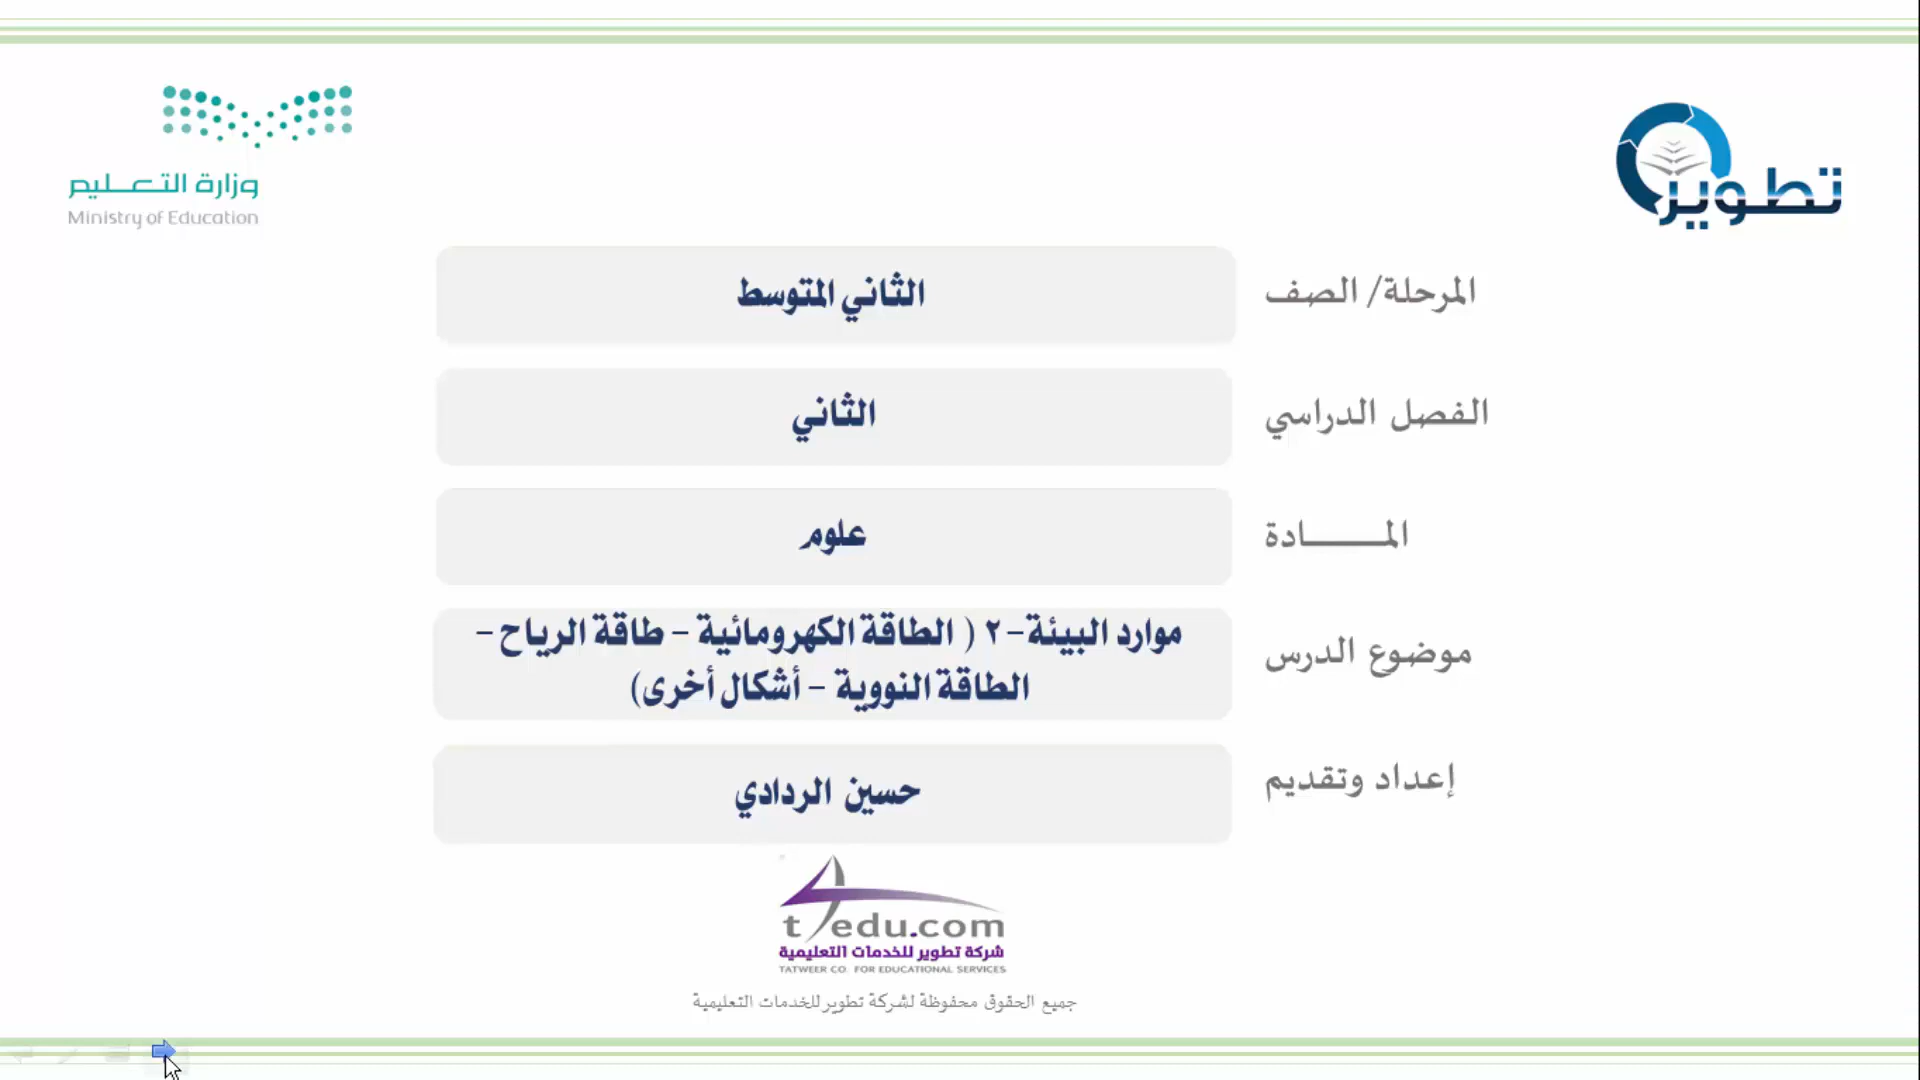 وزارة التعليم
Ministry of Education
تطوير
المرحلة/ الصف
الثاني المتوسط
الفصل الدراسي
الثاني
المـــــــادة
علوم
موضوع الدرس
موارد البيئة-٢ ( الطاقة الكهرومائية – طاقة الرياح –
الطاقة النووية – أشكال أخرى)
إعداد وتقديم
حسين الردادي
t4edu.com
شركة تطوير للخدمات التعليمية
TATWEER CO. FOR EDUCATIONAL SERVICES
جميع الحقوق محفوظة لشركة تطوير للخدمات التعليمية